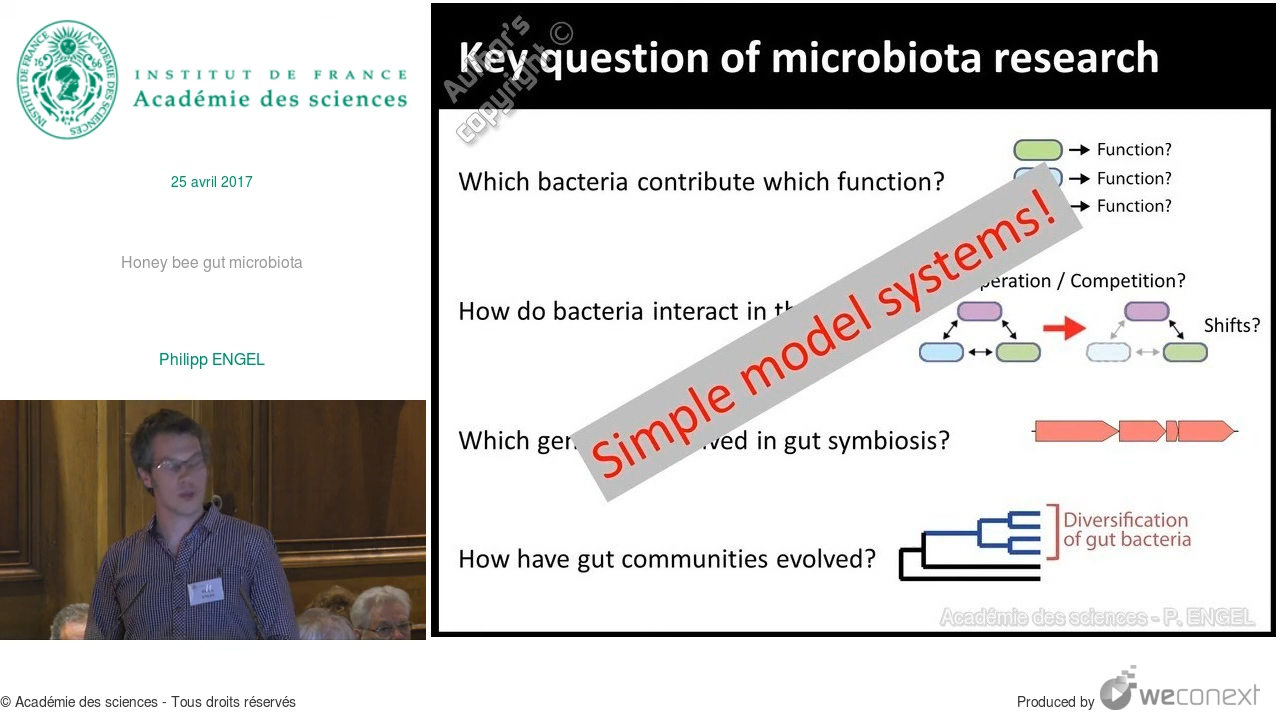 INSTITUT DE FRANCE
Académie des sciences
25 avril 2017
Honey bee gut microbiota
Philipp ENGEL
Author's copyright ©
Key question of microbiota research
Which bacteria contribute which function?
Function?
Function?
Function?
Simple model systems!
peration / Competition?
How do bacteria interact in th
Shifts?
Which gen ved in gut symbiosis?
How have gut communities evolved?
Diversification
of gut bacteria
Académie des sciences - P. ENGEL
© Académie des sciences - Tous droits réservés
Produced by weconext